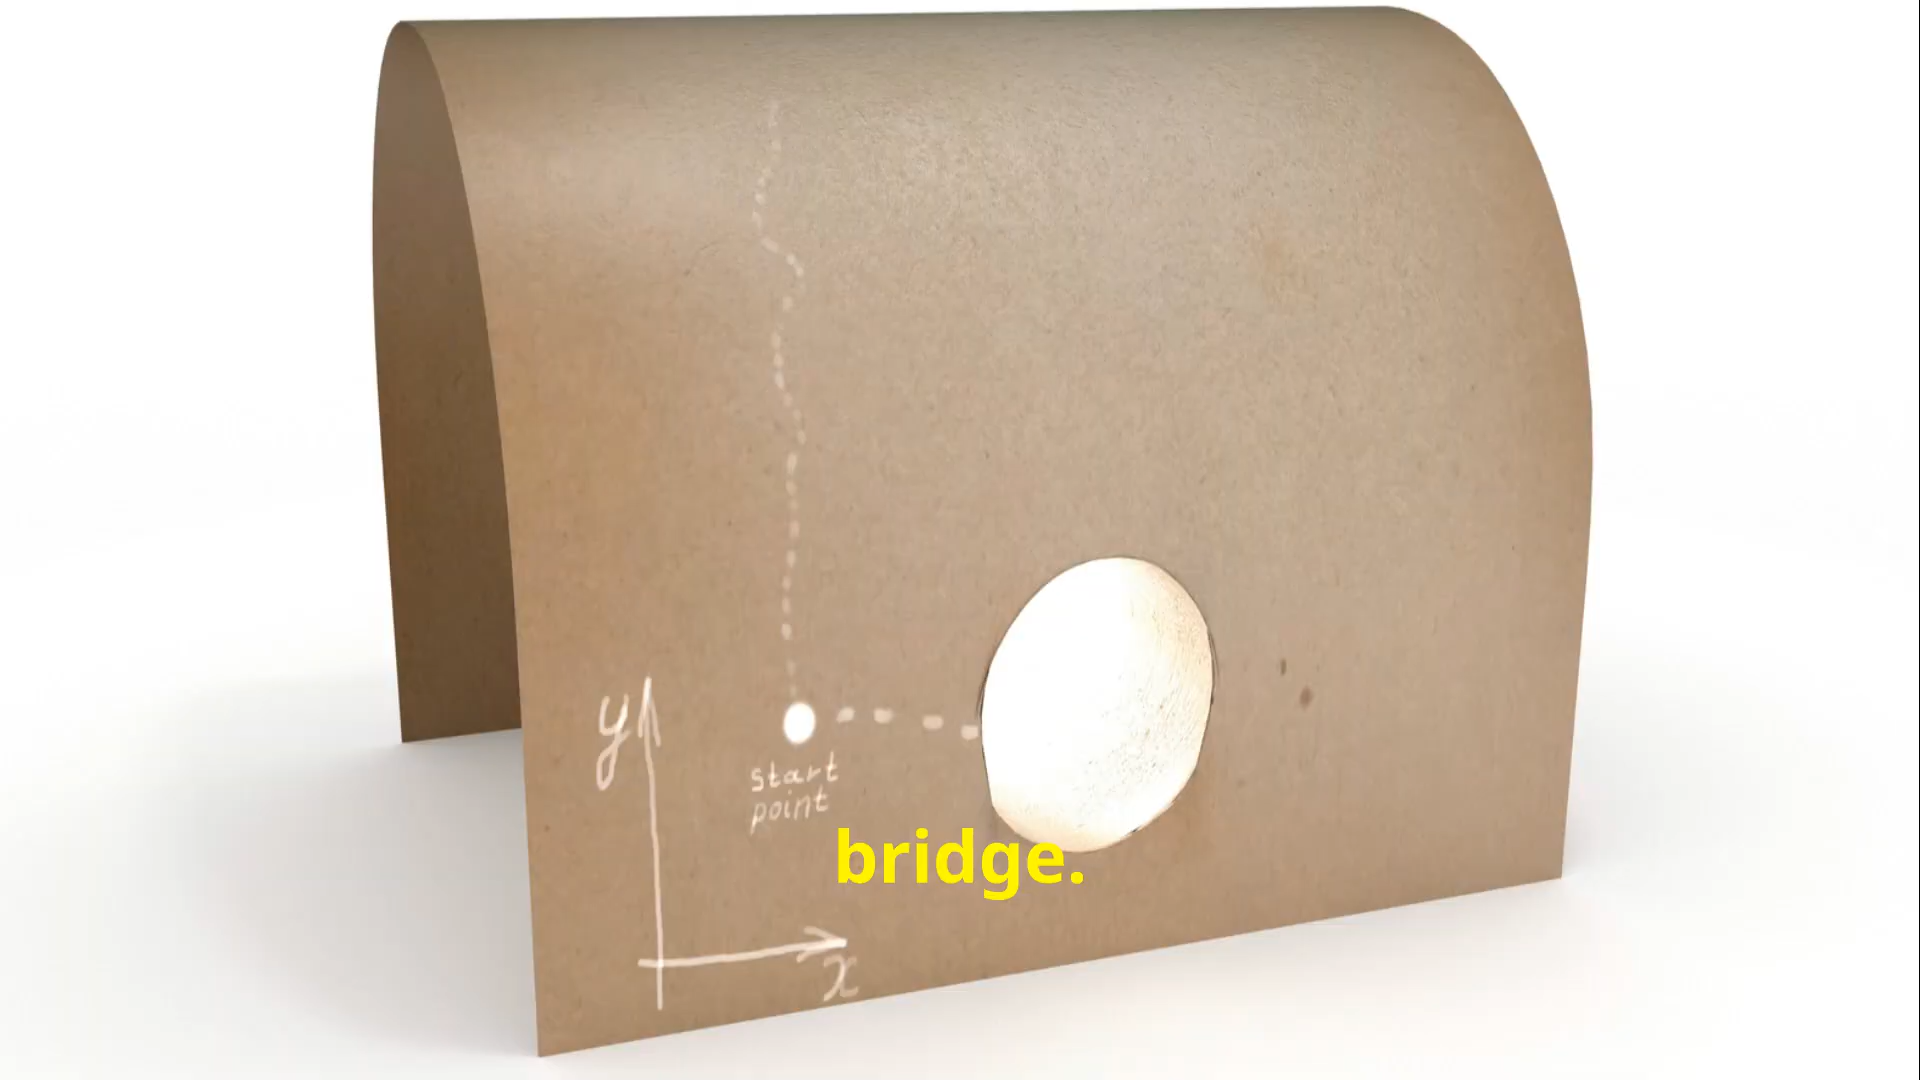 y
start
point
bridge.
x